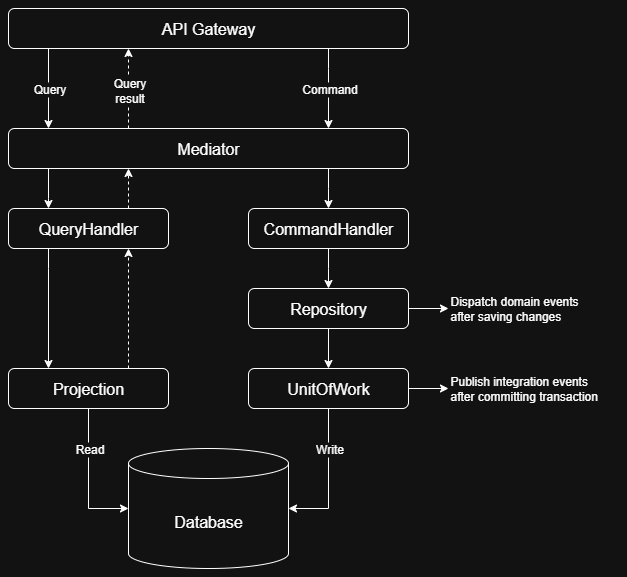 API Gateway
Query
Query
result
Command
Mediator
QueryHandler
CommandHandler
Repository
Dispatch domain events
after saving changes
Projection
UnitOfWork
Publish integration events
after committing transaction
Read
Write
Database